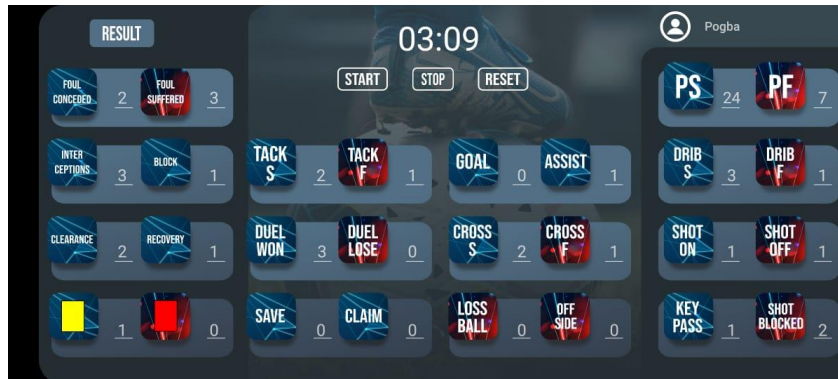 RESULT
03:09
Pogba
START STOP RESET
FOUL CONCEDED 2 FOUL SUFFERED 3
PS 24 PF 7
INTER CEPTIONS 3 BLOCK 1
TACK S 2 TACK F 1
GOAL 0 ASSIST 1
DRIB S 3 DRIB F 1
CLEARANCE 2 RECOVERY 1
DUEL WON 3 DUEL LOSE 0
CROSS S 2 CROSS F 1
SHOT ON 1 SHOT OFF 1
1 0
SAVE 0 CLAIM 0
LOSS BALL 0 OFF SIDE 0
KEY PASS 1 SHOT BLOCKED 2